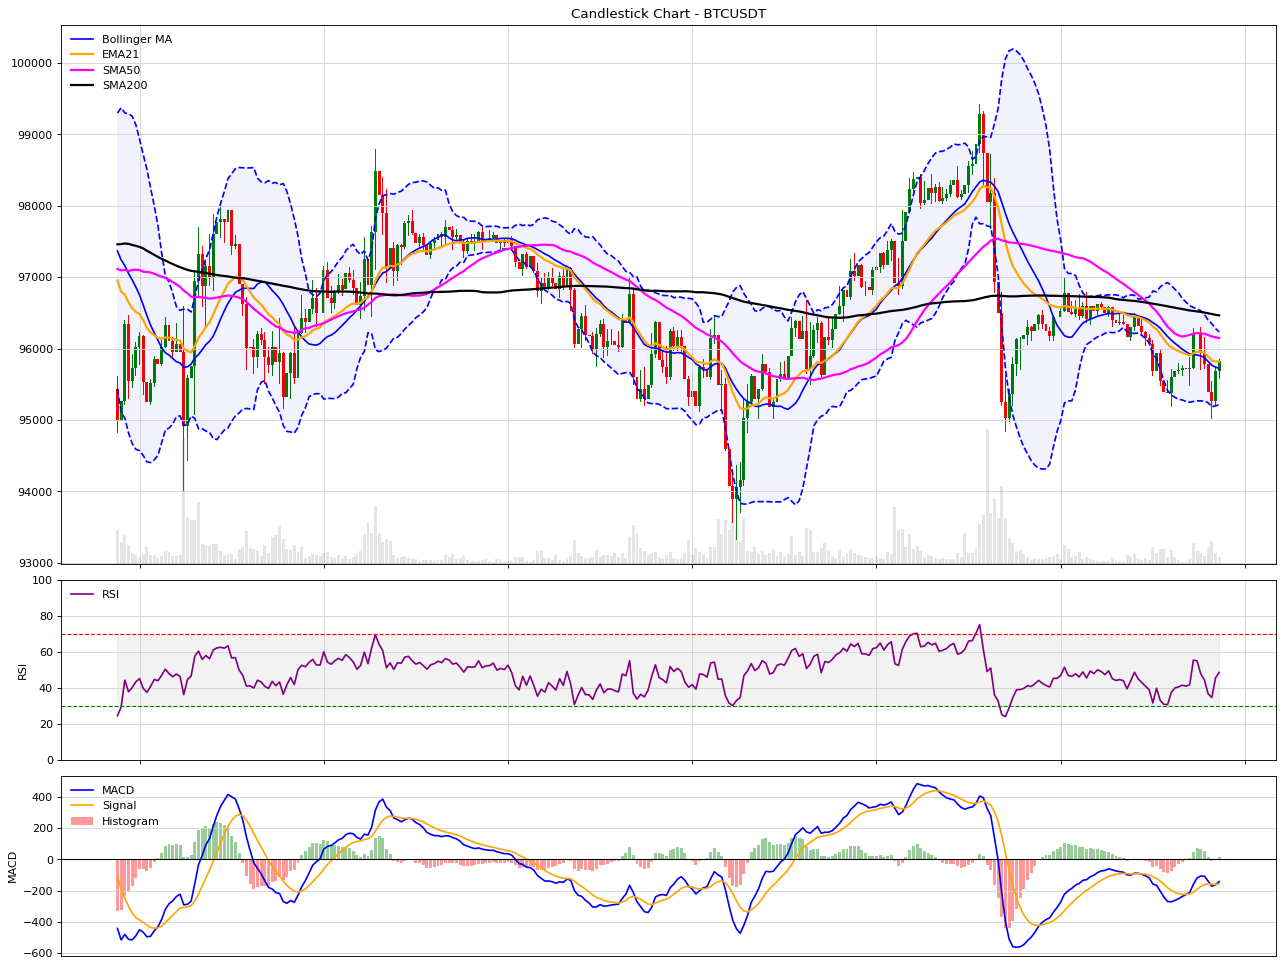 Candlestick Chart - BTCUSDT
Bollinger MA
EMA21
SMA50
SMA200
100000
99000
98000
97000
96000
95000
94000
93000
RSI
RSI
100
80
60
40
20
0
MACD
Signal
Histogram
MACD
400
200
0
−200
−400
−600